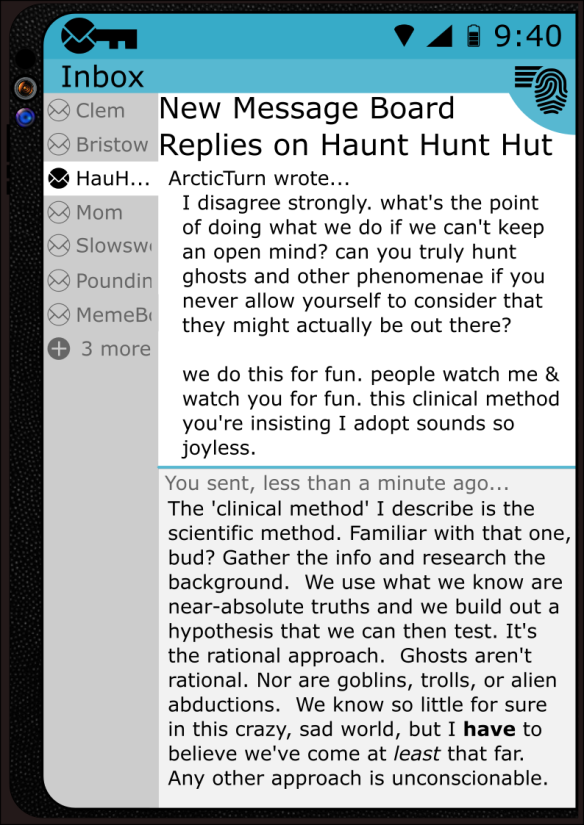 9:40
Inbox
Clem
Bristow
HauH...
Mom
Slowsw
Poundin
MemeB
3 more
New Message Board
Replies on Haunt Hunt Hut
ArcticTurn wrote...
I disagree strongly. what's the point
of doing what we do if we can't keep
an open mind? can you truly hunt
ghosts and other phenomenae if you
never allow yourself to consider that
they might actually be out there?
we do this for fun. people watch me &
watch you for fun. this clinical method
you're insisting I adopt sounds so
joyless.
You sent, less than a minute ago...
The 'clinical method' I describe is the
scientific method. Familiar with that one,
bud? Gather the info and research the
background.  We use what we know are
near-absolute truths and we build out a
hypothesis that we can then test. It's
the rational approach.  Ghosts aren't
rational. Nor are goblins, trolls, or alien
abductions.  We know so little for sure
in this crazy, sad world, but I have to
believe we've come at least that far.
Any other approach is unconscionable.